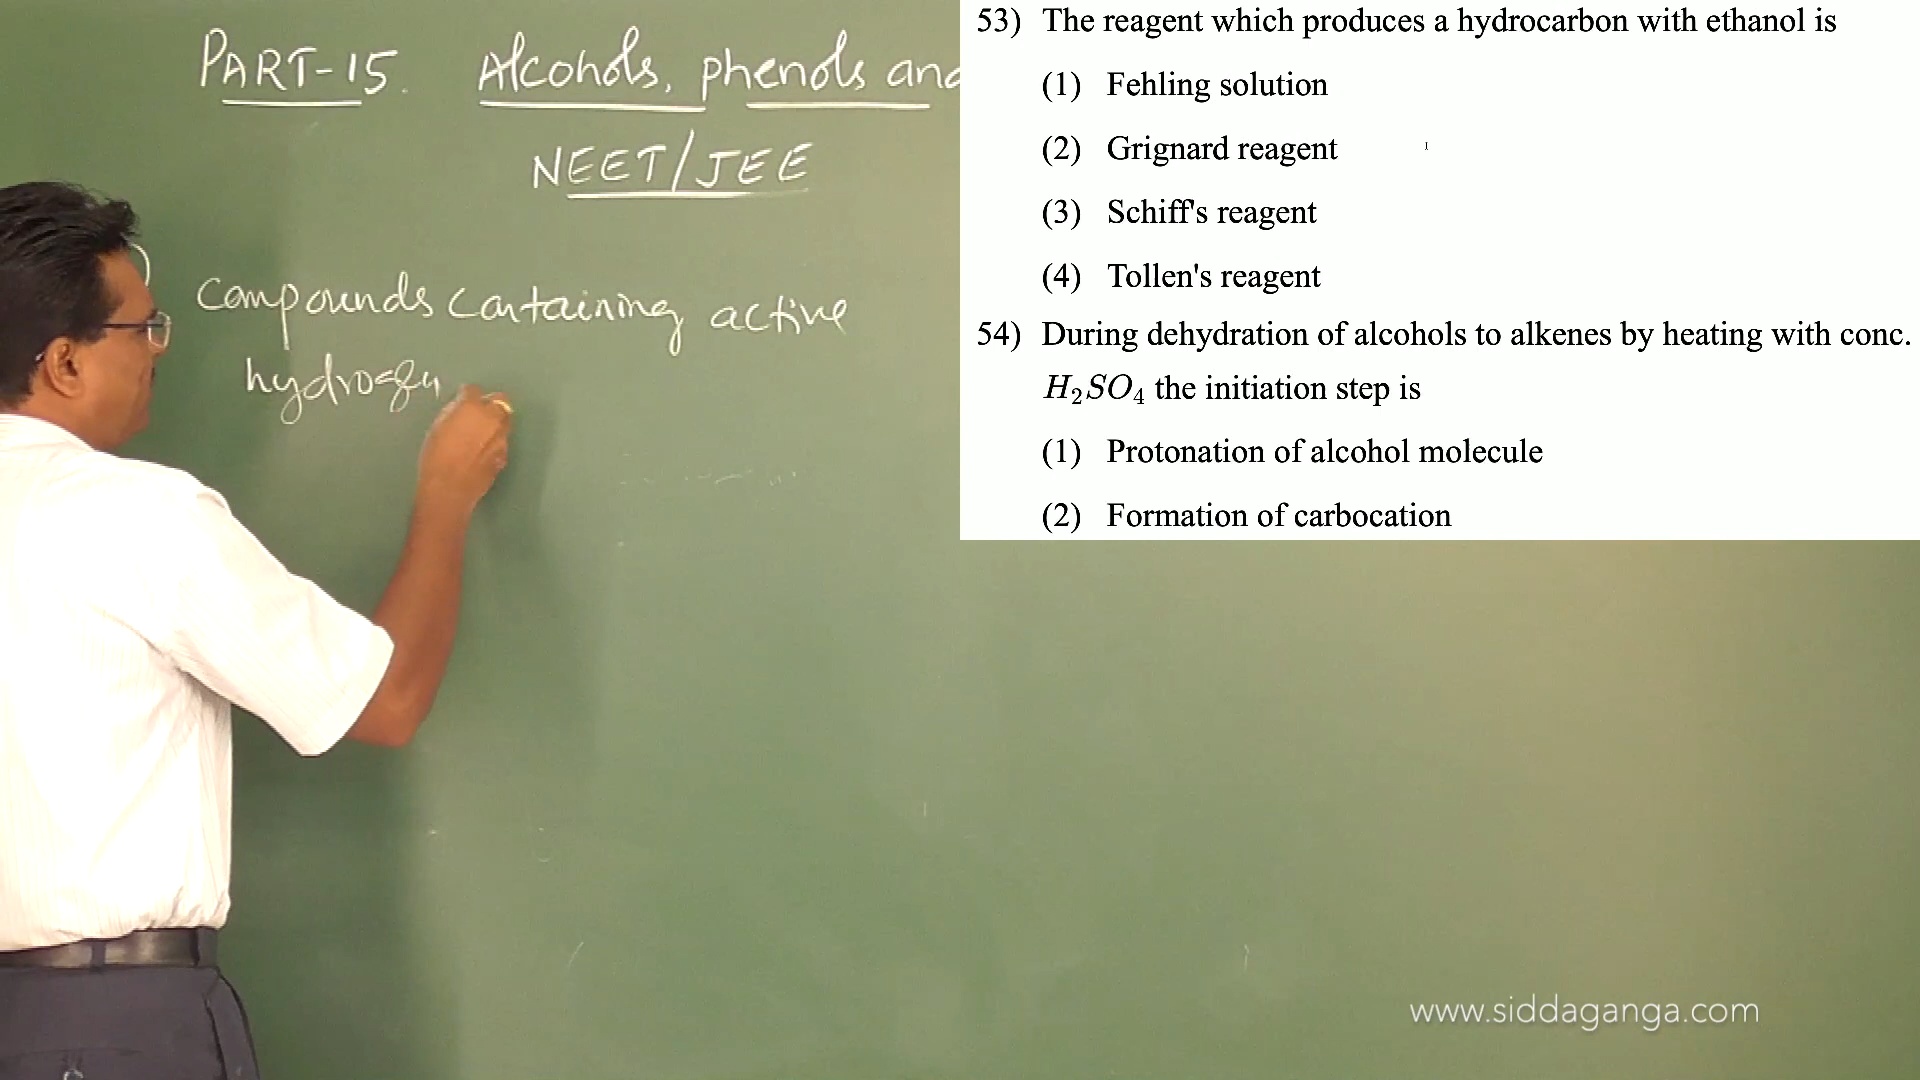 PART-15. Alcohols, phenols and
NEET/JEE
Compounds containing active
hydrogen
53) The reagent which produces a hydrocarbon with ethanol is
(1) Fehling solution
(2) Grignard reagent
(3) Schiff's reagent
(4) Tollen's reagent
54) During dehydration of alcohols to alkenes by heating with conc.
H₂SO₄ the initiation step is
(1) Protonation of alcohol molecule
(2) Formation of carbocation
www.siddaganga.com